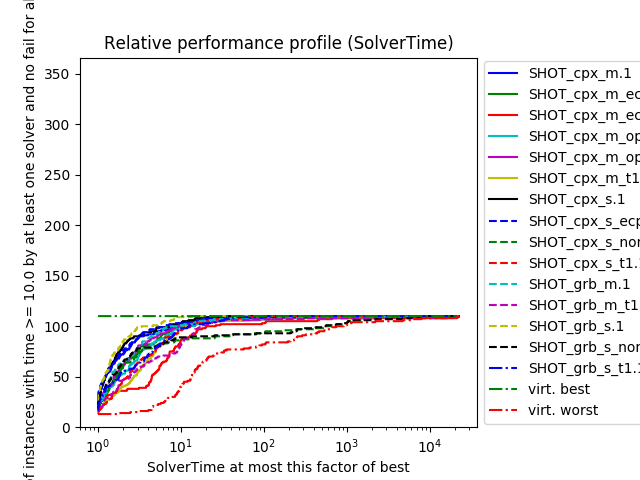 Relative performance profile (SolverTime)
of instances with time >= 10.0 by at least one solver and no fail for al
350
300
250
200
150
100
50
0
10^0 10^1 10^2 10^3 10^4
SolverTime at most this factor of best
SHOT_cpx_m.1
SHOT_cpx_m_ec
SHOT_cpx_m_ec
SHOT_cpx_m_op
SHOT_cpx_m_op
SHOT_cpx_m_t1
SHOT_cpx_s.1
SHOT_cpx_s_ecp
SHOT_cpx_s_nor
SHOT_cpx_s_t1.
SHOT_grb_m.1
SHOT_grb_m_t1
SHOT_grb_s.1
SHOT_grb_s_nor
SHOT_grb_s_t1.
virt. best
virt. worst